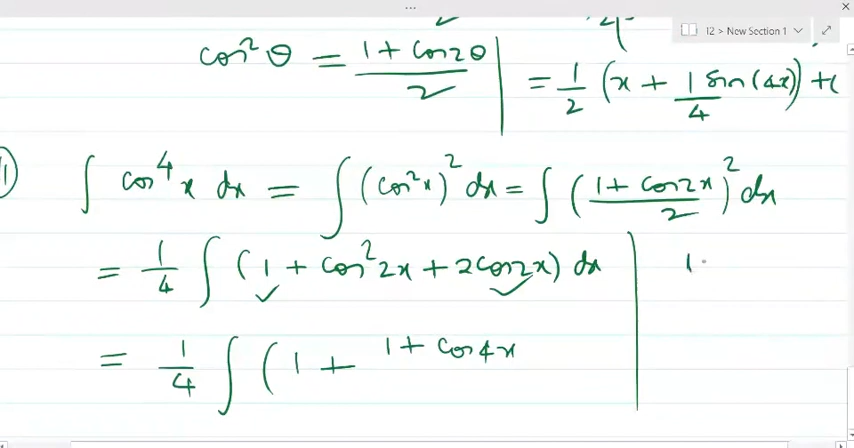 ...
12 > New Section 1
cos²θ = (1 + cos2θ)/2
= 1/2 (x + 1/4 sin(4x)) + c
∫ cos⁴x dx = ∫ (cos²x)² dx = ∫ ((1 + cos2x)/2)² dx
= 1/4 ∫ (1 + cos²2x + 2cos2x) dx
= 1/4 ∫ (1 + 1 + cos4x